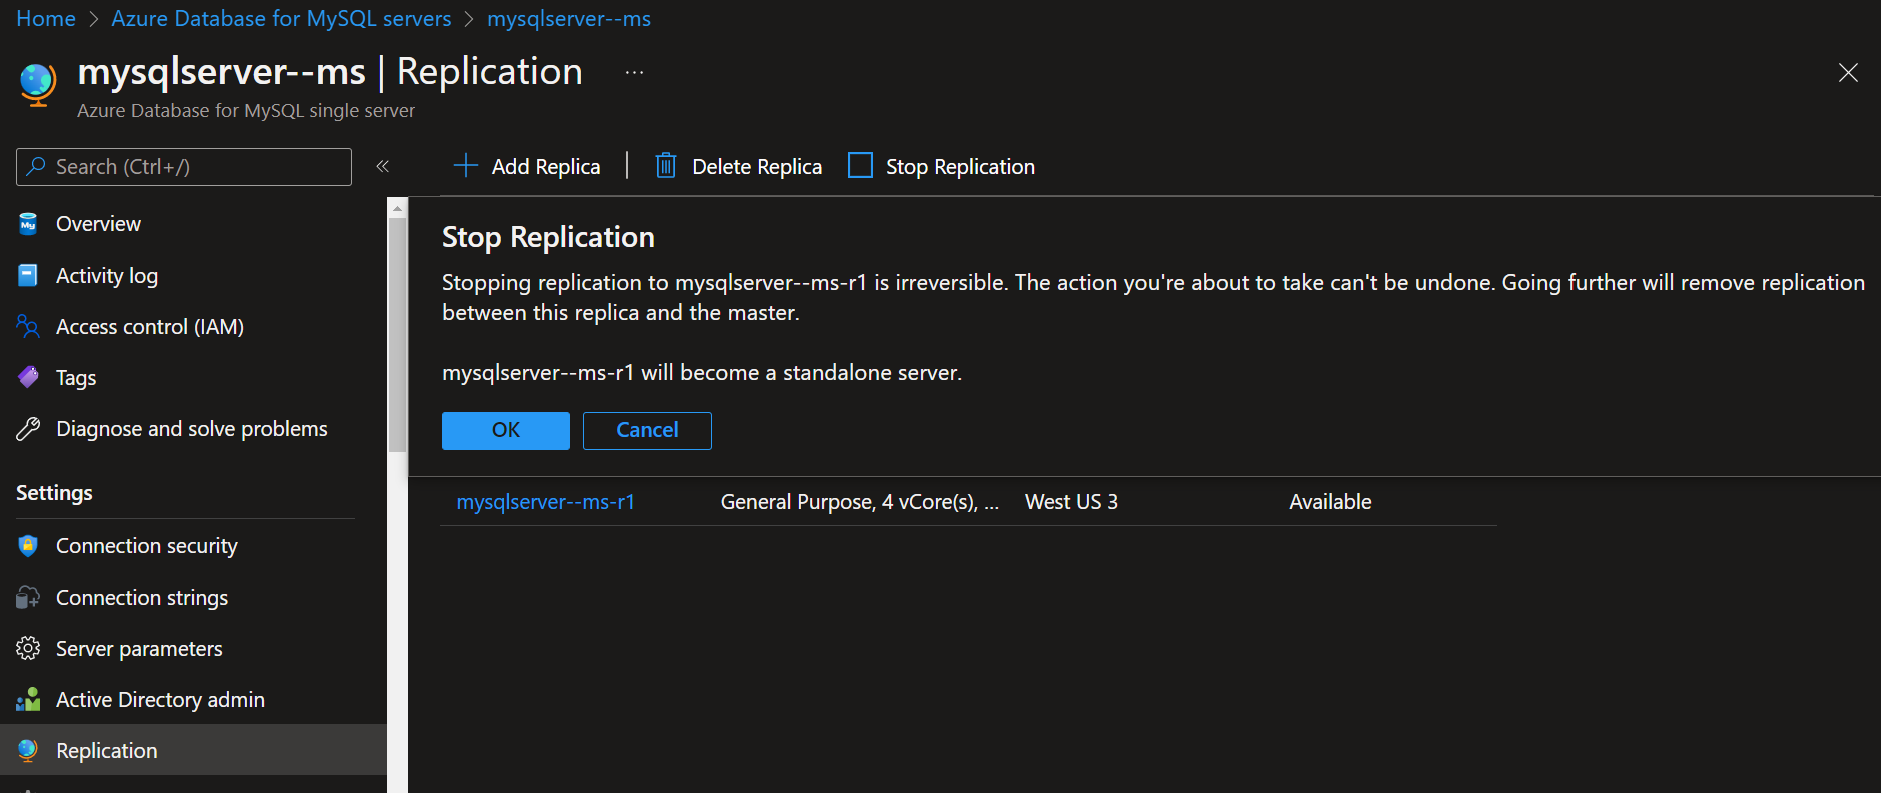 Home > Azure Database for MySQL servers > mysqlserver--ms
mysqlserver--ms | Replication ...
Azure Database for MySQL single server
Search (Ctrl+/) «
Add Replica | Delete Replica Stop Replication
Overview
Activity log
Access control (IAM)
Tags
Diagnose and solve problems
Settings
Connection security
Connection strings
Server parameters
Active Directory admin
Replication
Stop Replication
Stopping replication to mysqlserver--ms-r1 is irreversible. The action you're about to take can't be undone. Going further will remove replication
between this replica and the master.
mysqlserver--ms-r1 will become a standalone server.
OK Cancel
mysqlserver--ms-r1 General Purpose, 4 vCore(s), ... West US 3 Available